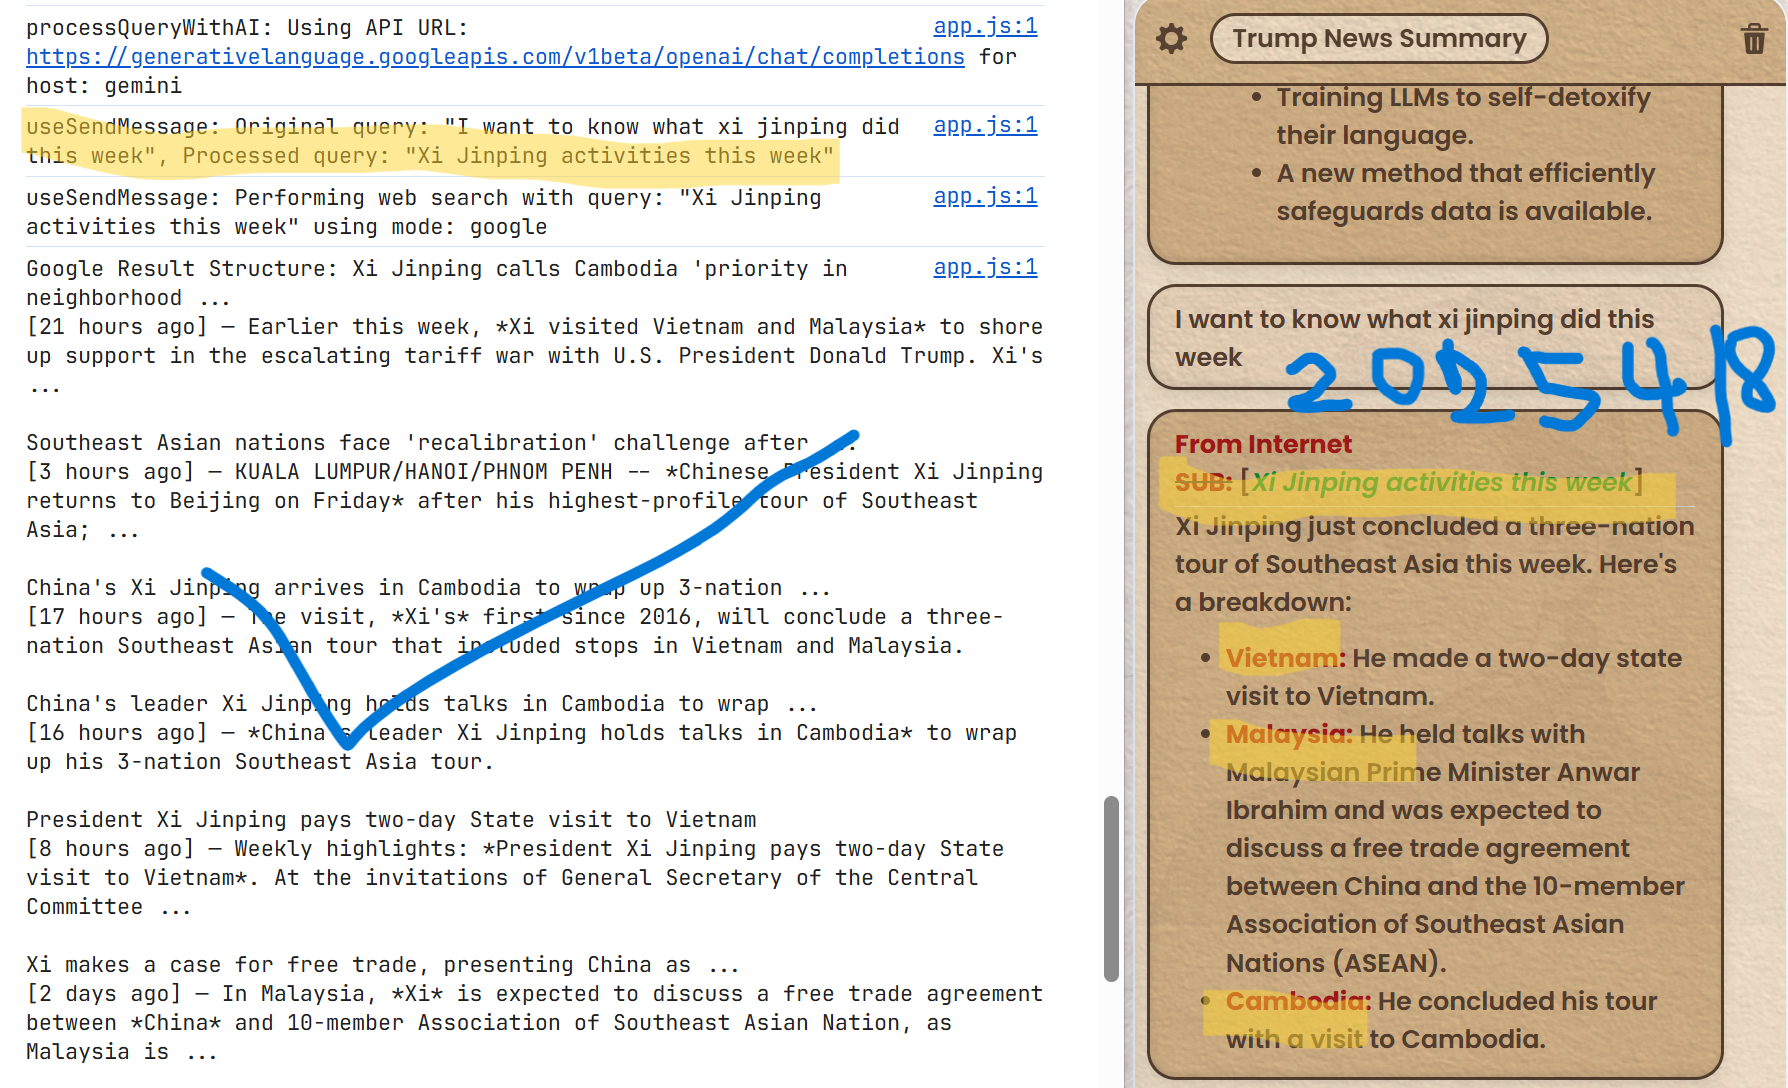 processQueryWithAI: Using API URL: app.js:1
https://generativelanguage.googleapis.com/v1beta/openai/chat/completions for
host: gemini
useSendMessage: Original query: "I want to know what xi jinping did app.js:1
this week", Processed query: "Xi Jinping activities this week"
useSendMessage: Performing web search with query: "Xi Jinping app.js:1
activities this week" using mode: google
Google Result Structure: Xi Jinping calls Cambodia 'priority in app.js:1
neighborhood ...
[21 hours ago] — Earlier this week, *Xi visited Vietnam and Malaysia* to shore
up support in the escalating tariff war with U.S. President Donald Trump. Xi's
...
Southeast Asian nations face 'recalibration' challenge after ...
[3 hours ago] — KUALA LUMPUR/HANOI/PHNOM PENH -- *Chinese President Xi Jinping
returns to Beijing on Friday* after his highest-profile tour of Southeast
Asia; ...
China's Xi Jinping arrives in Cambodia to wrap up 3-nation ...
[17 hours ago] — The visit, *Xi's* first since 2016, will conclude a three-
nation Southeast Asian tour that included stops in Vietnam and Malaysia.
China's leader Xi Jinping holds talks in Cambodia to wrap ...
[16 hours ago] — *China's leader Xi Jinping holds talks in Cambodia* to wrap
up his 3-nation Southeast Asia tour.
President Xi Jinping pays two-day State visit to Vietnam
[8 hours ago] — Weekly highlights: *President Xi Jinping pays two-day State
visit to Vietnam*. At the invitations of General Secretary of the Central
Committee ...
Xi makes a case for free trade, presenting China as ...
[2 days ago] — In Malaysia, *Xi* is expected to discuss a free trade agreement
between *China* and 10-member Association of Southeast Asian Nation, as
Malaysia is ...
Trump News Summary
• Training LLMs to self-detoxify
their language.
• A new method that efficiently
safeguards data is available.
I want to know what xi jinping did this
week
2025 4 18
From Internet
SUB: [Xi Jinping activities this week]
Xi Jinping just concluded a three-nation
tour of Southeast Asia this week. Here's
a breakdown:
• Vietnam: He made a two-day state
visit to Vietnam.
• Malaysia: He held talks with
Malaysian Prime Minister Anwar
Ibrahim and was expected to
discuss a free trade agreement
between China and the 10-member
Association of Southeast Asian
Nations (ASEAN).
• Cambodia: He concluded his tour
with a visit to Cambodia.